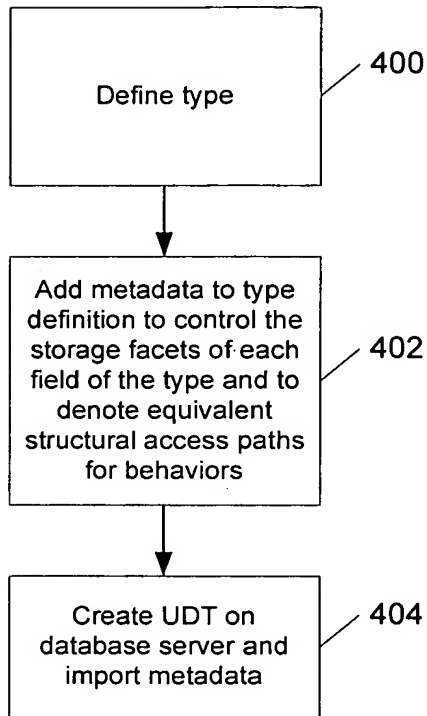 Define type
400
Add metadata to type
definition to control the
storage facets of each
field of the type and to
denote equivalent
structural access paths
for behaviors
402
Create UDT on
database server and
import metadata
404